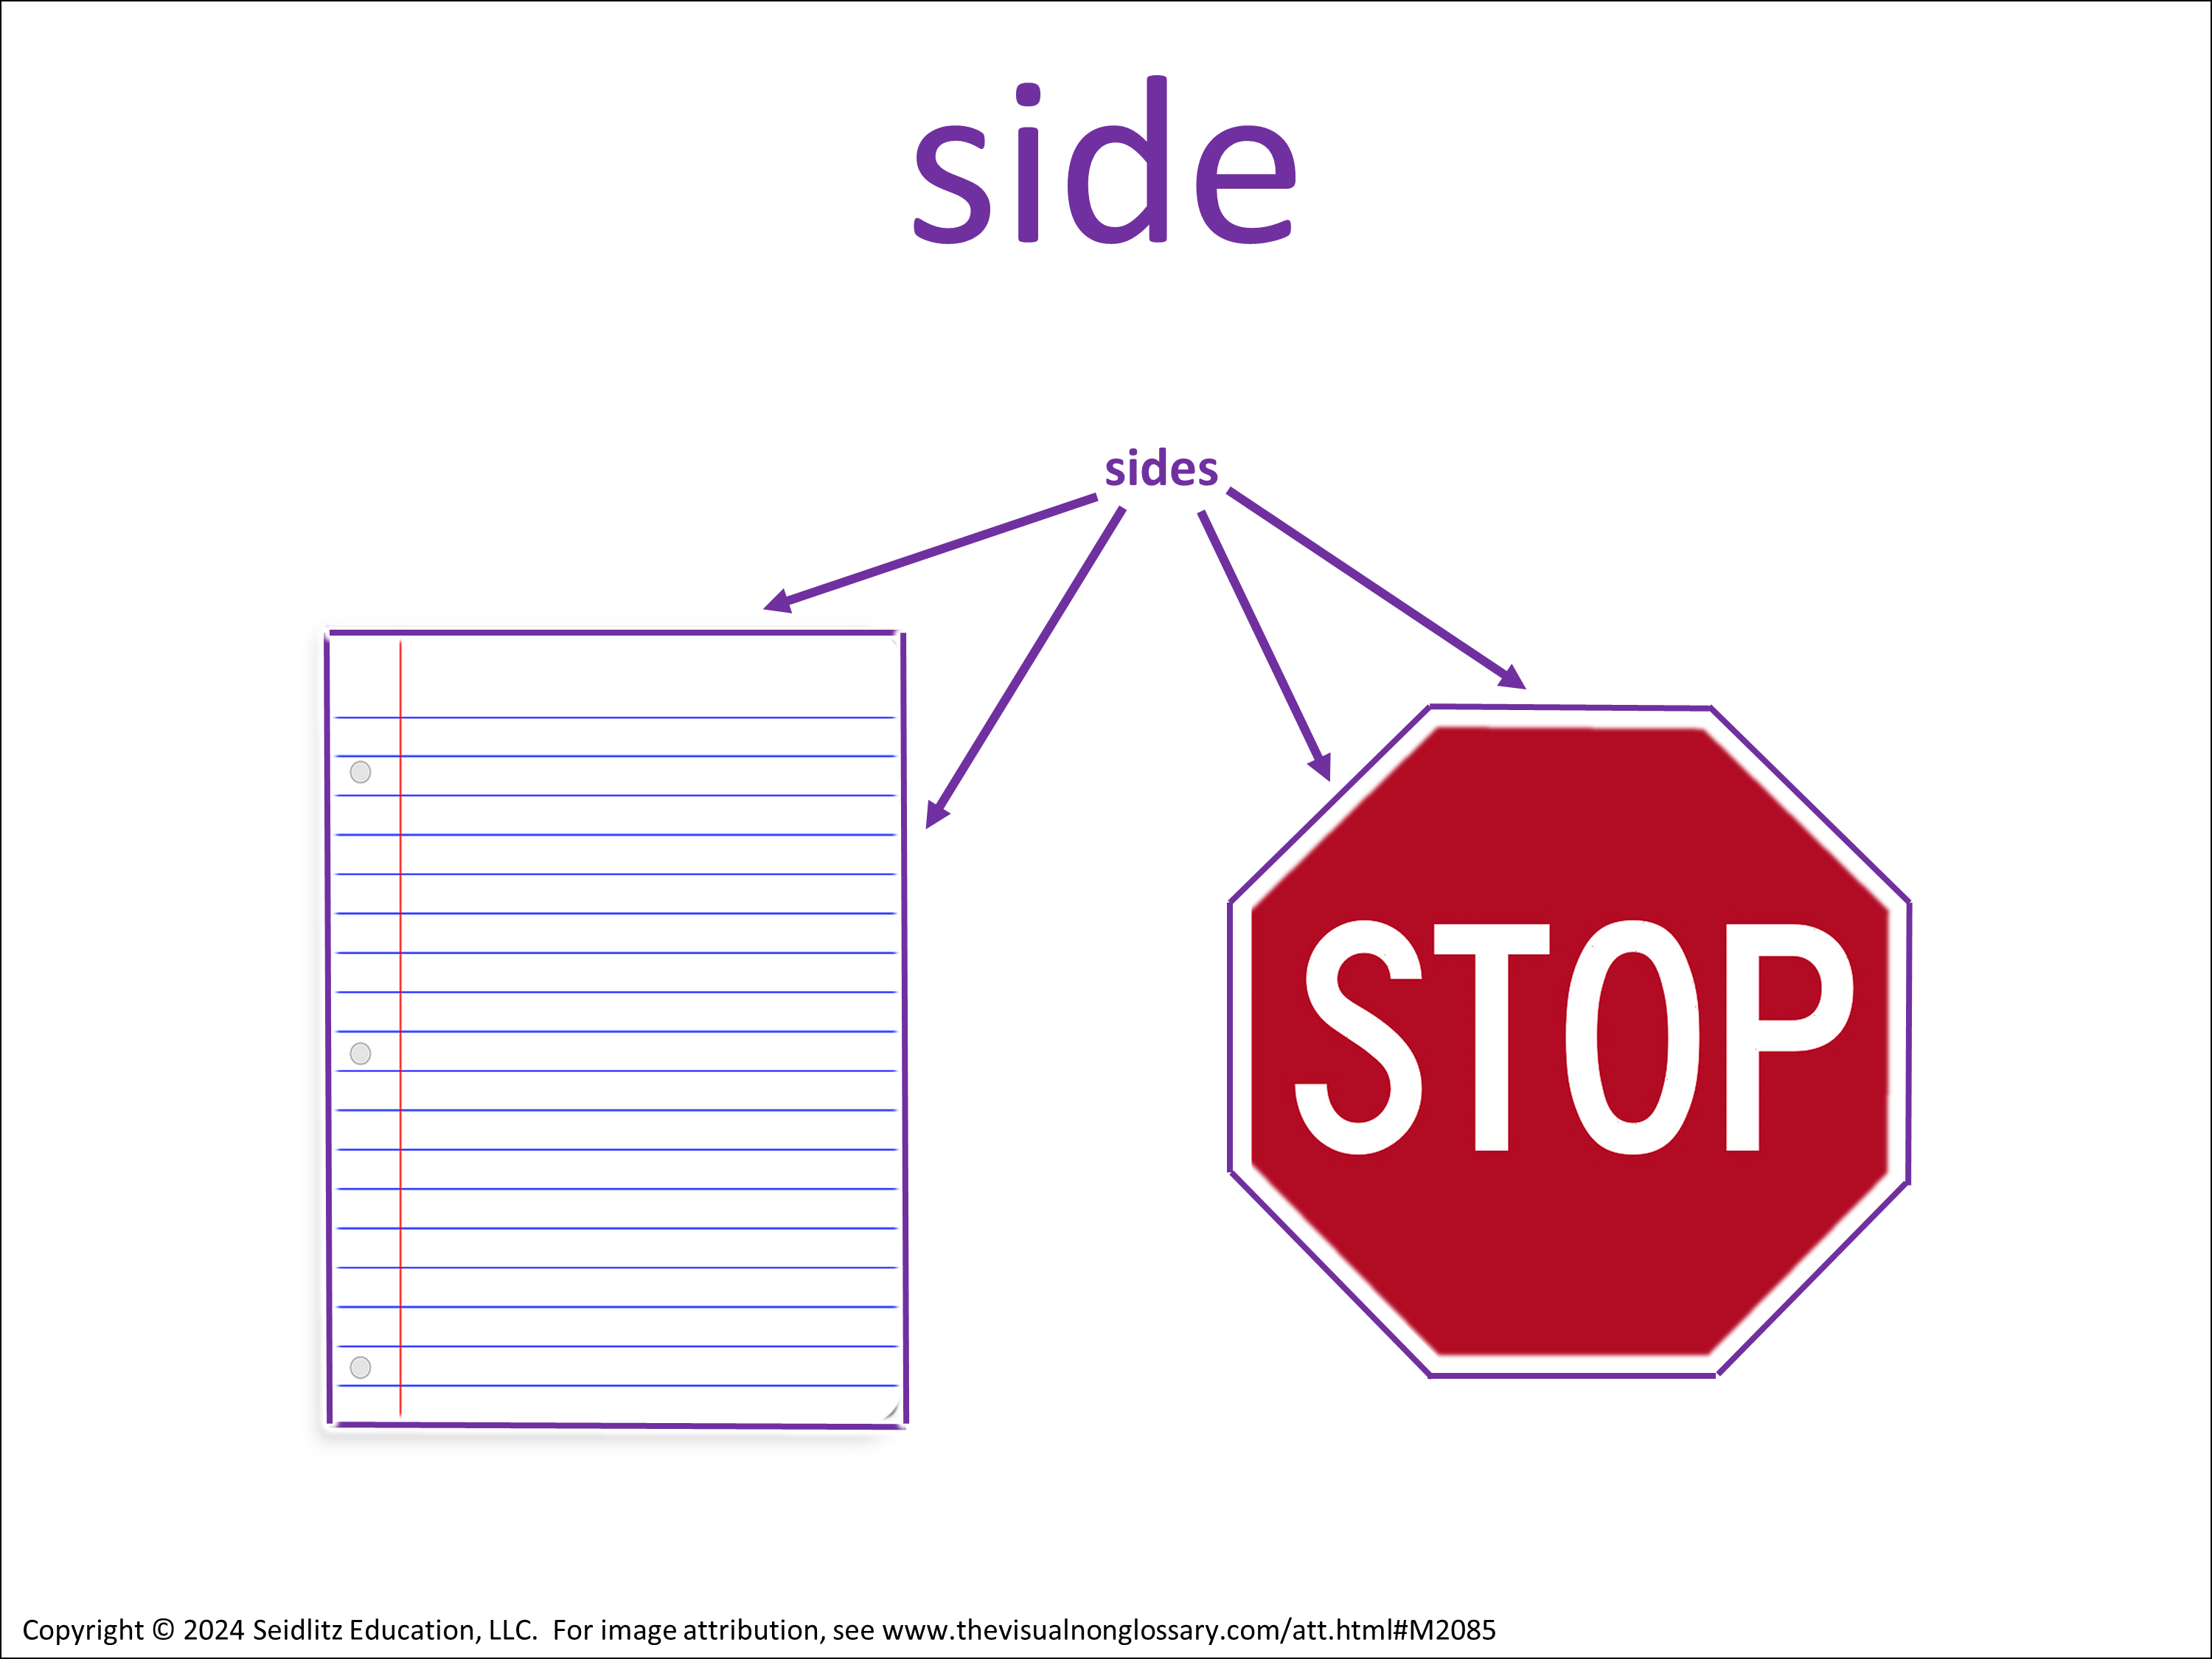 side
sides
STOP
Copyright © 2024 Seidlitz Education, LLC.  For image attribution, see www.thevisualnonglossary.com/att.html#M2085